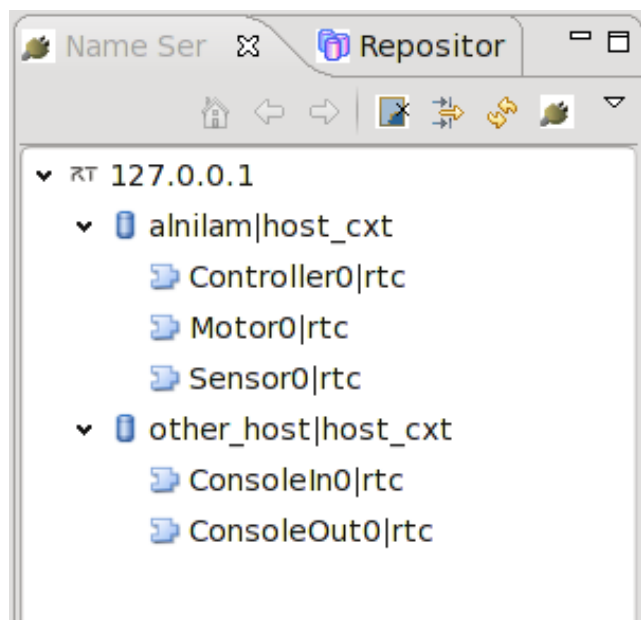 Name Ser Repositor
RT 127.0.0.1
alnilam|host_cxt
Controller0|rtc
Motor0|rtc
Sensor0|rtc
other_host|host_cxt
ConsoleIn0|rtc
ConsoleOut0|rtc